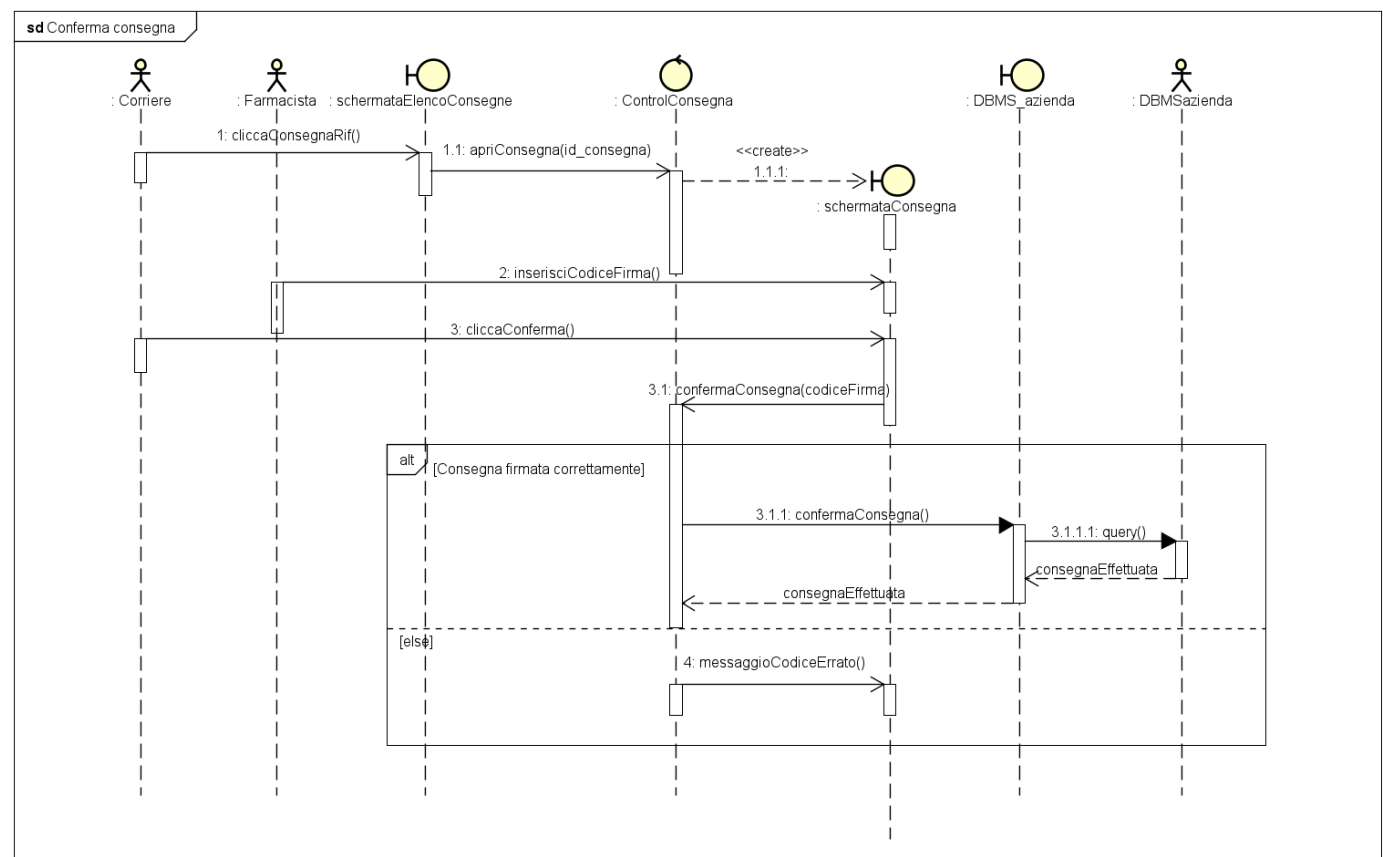 sd Conferma consegna
: Corriere
: Farmacista
: schermataElencoConsegne
: ControlConsegna
: DBMS_azienda
: DBMSazienda
1: cliccaConsegnaRif()
1.1: apriConsegna(id_consegna)
<<create>>
1.1.1:
: schermataConsegna
2: inserisciCodiceFirma()
3: cliccaConferma()
3.1: confermaConsegna(codiceFirma)
alt
[Consegna firmata correttamente]
3.1.1: confermaConsegna()
3.1.1.1: query()
consegnaEffettuata
consegnaEffettuata
[else]
4: messaggioCodiceErrato()